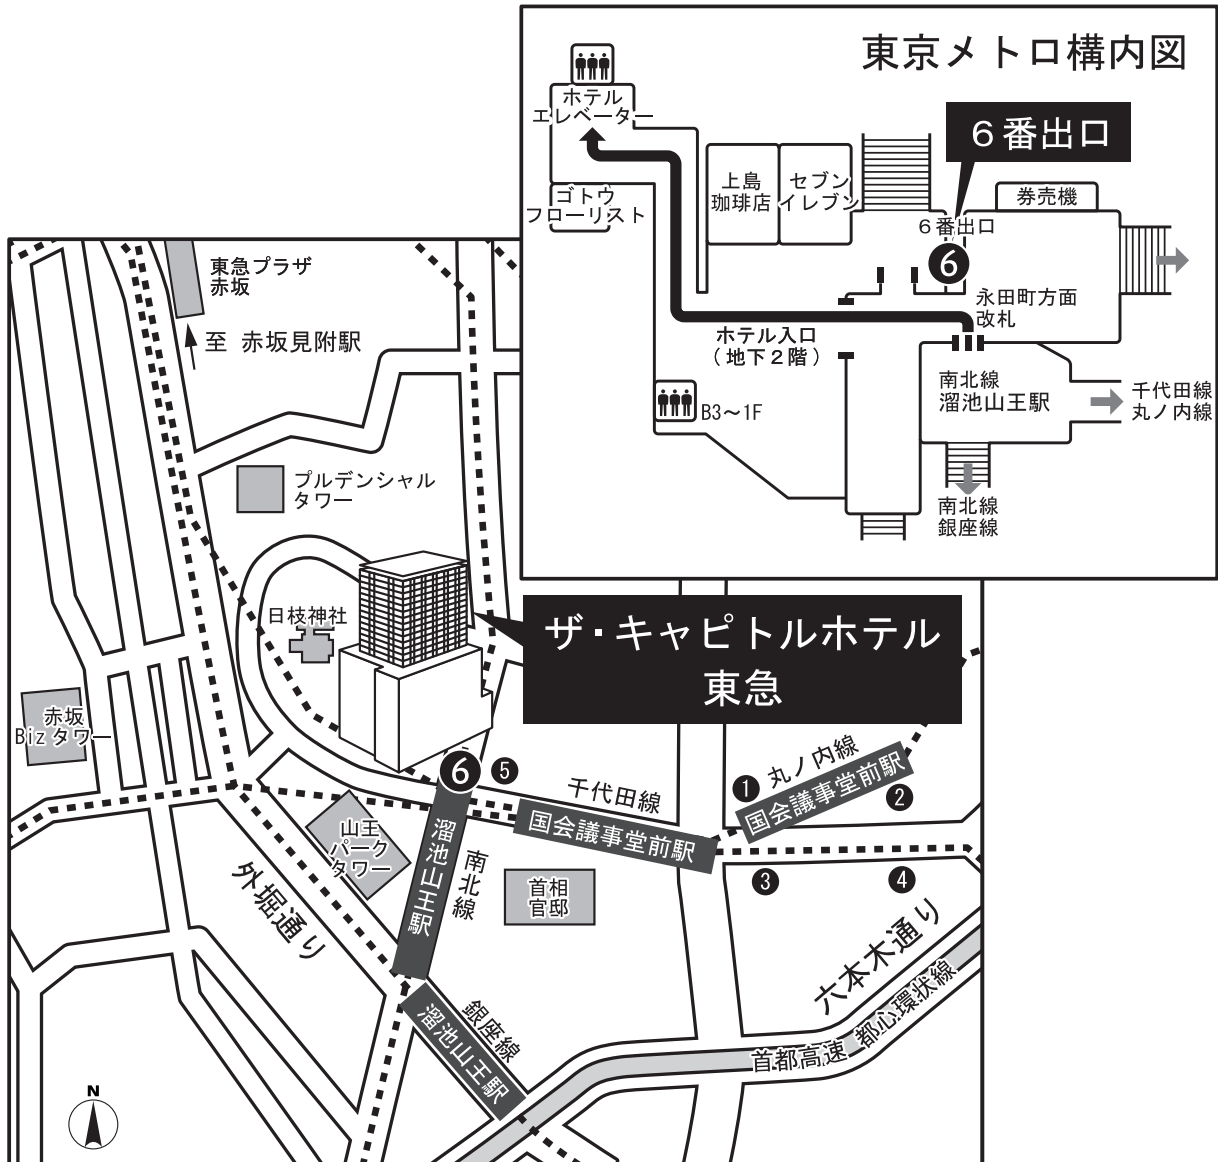 東京メトロ構内図
ホテル
エレベーター
6番出口
上島
珈琲店
セブン
イレブン
券売機
ゴトウ
フローリスト
6番出口
6
永田町方面
改札
ホテル入口
(地下2階)
南北線
溜池山王駅
千代田線
丸ノ内線
B3～1F
南北線
銀座線
東急プラザ
赤坂
至 赤坂見附駅
プルデンシャル
タワー
日枝神社
ザ・キャピトルホテル
東急
赤坂
Bizタワー
6
5
千代田線
国会議事堂前駅
丸ノ内線
国会議事堂前駅
1
2
3
4
山王
パーク
タワー
溜池山王駅
南北線
首相
官邸
外堀通り
六本木通り
銀座線
溜池山王駅
首都高速 都心環状線
N